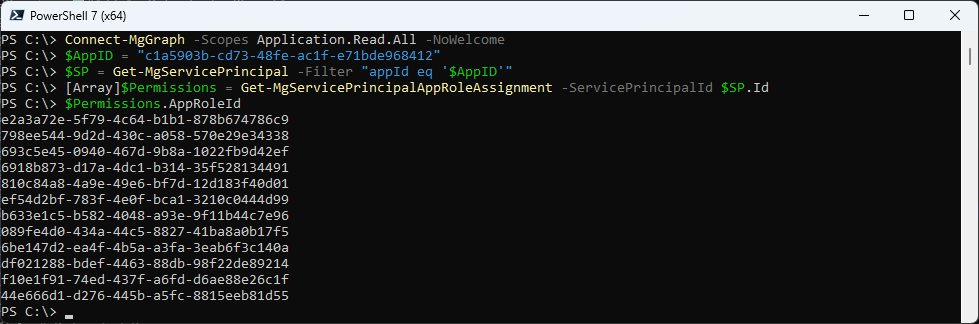 PowerShell 7 (x64)
PS C:\> Connect-MgGraph -Scopes Application.Read.All -NoWelcome
PS C:\> $AppID = "c1a5903b-cd73-48fe-ac1f-e71bde968412"
PS C:\> $SP = Get-MgServicePrincipal -Filter "appId eq '$AppID'"
PS C:\> [Array]$Permissions = Get-MgServicePrincipalAppRoleAssignment -ServicePrincipalId $SP.Id
PS C:\> $Permissions.AppRoleId
e2a3a72e-5f79-4c64-b1b1-878b674786c9
798ee544-9d2d-430c-a058-570e29e34338
693c5e45-0940-467d-9b8a-1022fb9d42ef
6918b873-d17a-4dc1-b314-35f528134491
810c84a8-4a9e-49e6-bf7d-12d183f40d01
ef54d2bf-783f-4e0f-bca1-3210c0444d99
b633e1c5-b582-4048-a93e-9f11b44c7e96
089fe4d0-434a-44c5-8827-41ba8a0b17f5
6be147d2-ea4f-4b5a-a3fa-3eab6f3c140a
df021288-bdef-4463-88db-98f22de89214
f10e1f91-74ed-437f-a6fd-d6ae88e26c1f
44e666d1-d276-445b-a5fc-8815eeb81d55
PS C:\>